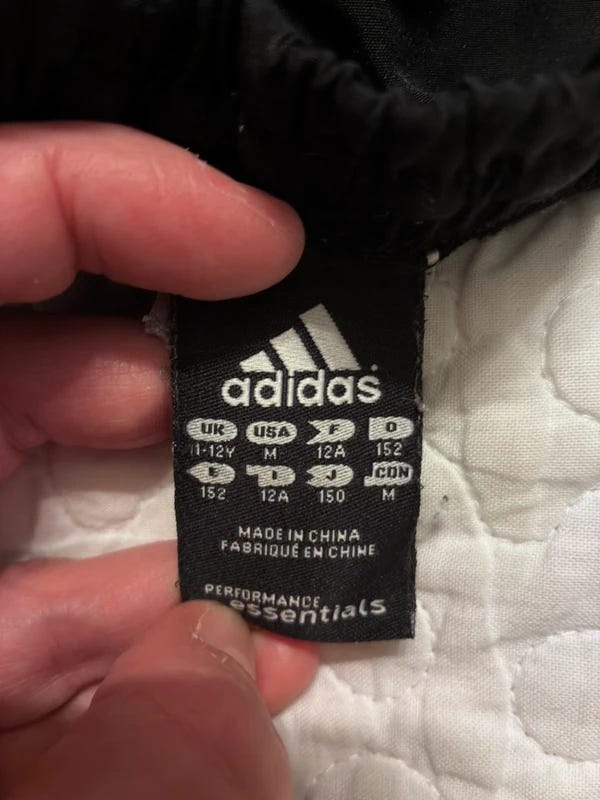 adidas
UK USA F D
11-12Y M 12A 152
E I J CDN
152 12A 150 M
MADE IN CHINA
FABRIQUÉ EN CHINE
PERFORMANCE
essentials